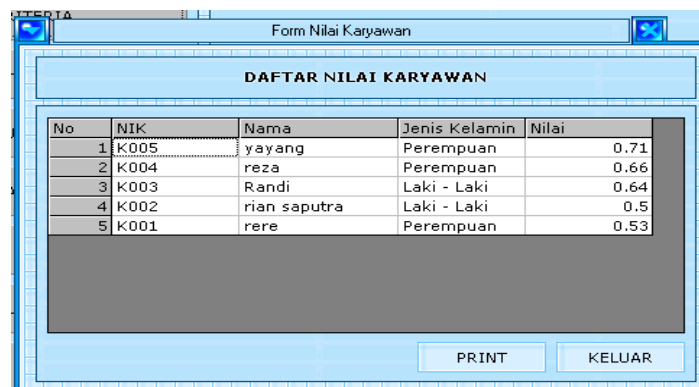 Form Nilai Karyawan
DAFTAR NILAI KARYAWAN
No NIK Nama Jenis Kelamin Nilai
1 K005 yayang Perempuan 0.71
2 K004 reza Perempuan 0.66
3 K003 Randi Laki - Laki 0.64
4 K002 rian saputra Laki - Laki 0.5
5 K001 rere Perempuan 0.53
PRINT KELUAR